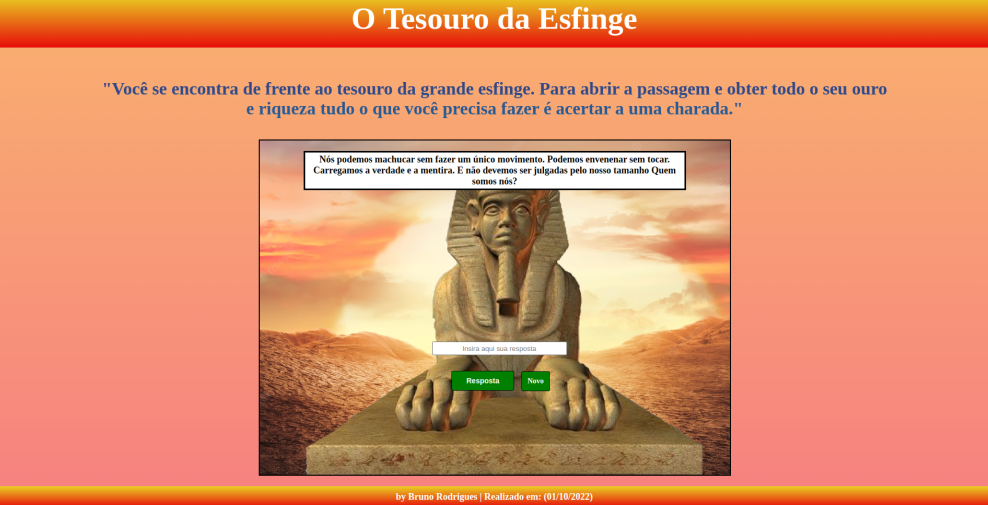 O Tesouro da Esfinge
"Você se encontra de frente ao tesouro da grande esfinge. Para abrir a passagem e obter todo o seu ouro
e riqueza tudo o que você precisa fazer é acertar a uma charada."
Nós podemos machucar sem fazer um único movimento. Podemos envenenar sem tocar.
Carregamos a verdade e a mentira. E não devemos ser julgadas pelo nosso tamanho Quem
somos nós?
Insira aqui sua resposta
Resposta Novo
by Bruno Rodrigues | Realizado em: (01/10/2022)